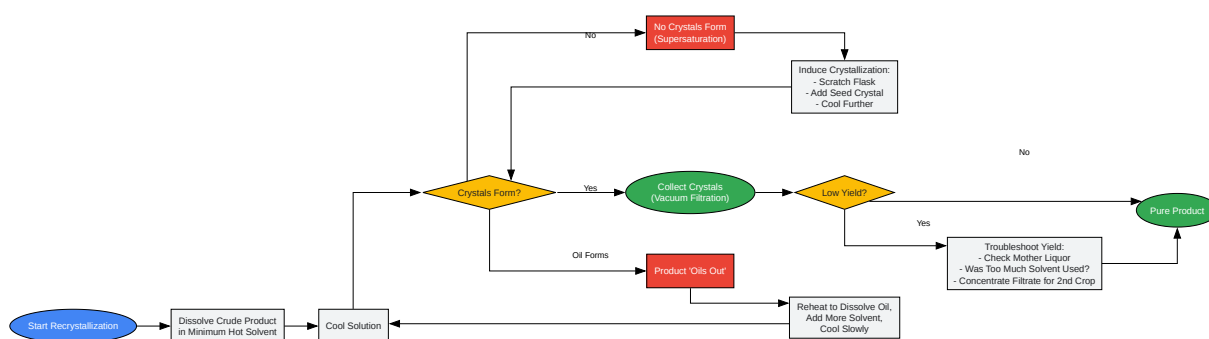 No Crystals Form
(Supersaturation)
No
Induce Crystallization:
- Scratch Flask
- Add Seed Crystal
- Cool Further
No
Crystals Form?
Yes
Collect Crystals
(Vacuum Filtration)
Low Yield?
Pure Product
Yes
Oil Forms
Product 'Oils Out'
Troubleshoot Yield:
- Check Mother Liquor
- Was Too Much Solvent Used?
- Concentrate Filtrate for 2nd Crop
Start Recrystallization
Dissolve Crude Product
in Minimum Hot Solvent
Cool Solution
Reheat to Dissolve Oil,
Add More Solvent,
Cool Slowly